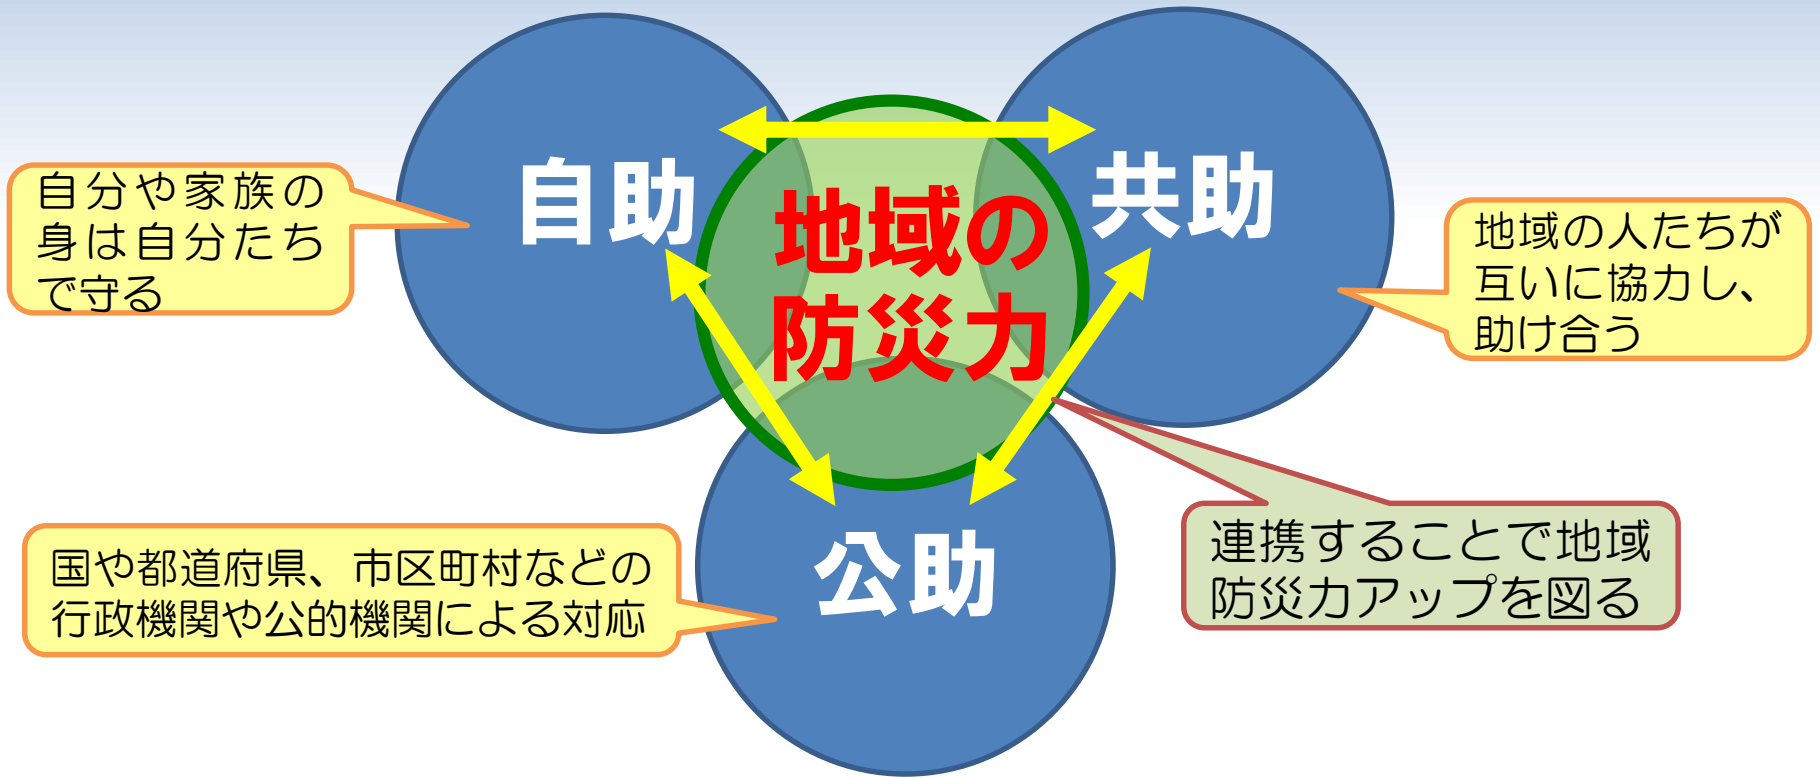 自助
共助
自分や家族の
身は自分たち
で守る
地域の
防災力
地域の人たちが
互いに協力し、
助け合う
公助
国や都道府県、市区町村などの
行政機関や公的機関による対応
連携することで地域
防災力アップを図る